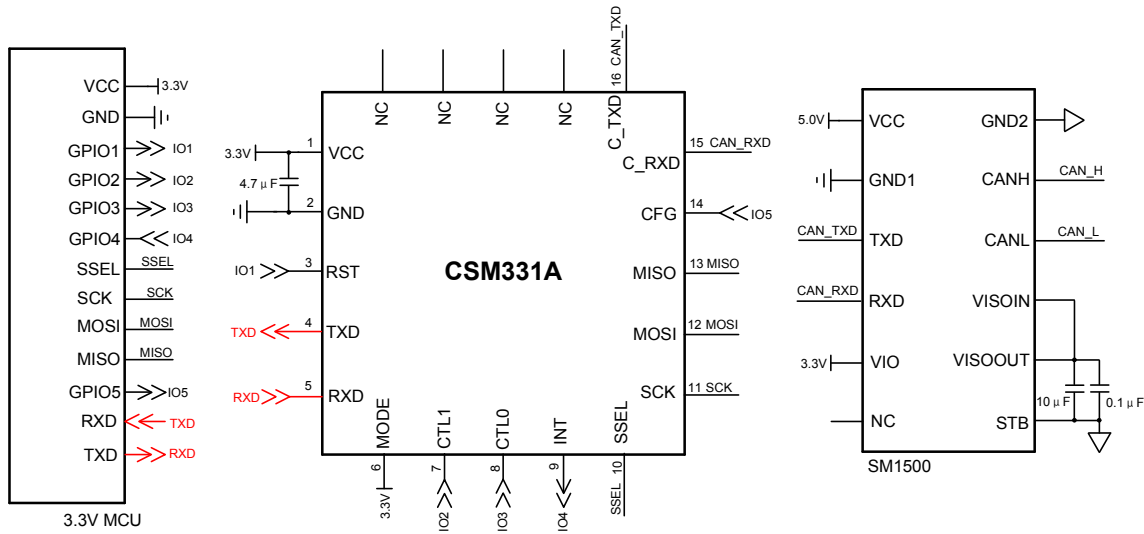 VCC
3.3V
GND
GPIO1
IO1
GPIO2
IO2
GPIO3
IO3
GPIO4
IO4
SSEL
SSEL
SCK
SCK
MOSI
MOSI
MISO
MISO
GPIO5
IO5
RXD
TXD
TXD
RXD
3.3V MCU
NC
NC
NC
NC
C_TXD
16
CAN_TXD
3.3V
1
VCC
4.7μF
2
GND
IO1
3
RST
TXD
4
TXD
RXD
5
RXD
CSM331A
C_RXD
15
CAN_RXD
CFG
14
IO5
MISO
13
MISO
MOSI
12
MOSI
SCK
11
SCK
MODE
6
3.3V
CTL1
7
IO2
CTL0
8
IO3
INT
9
IO4
SSEL
10
SSEL
5.0V
VCC
GND1
CAN_TXD
TXD
CAN_RXD
RXD
3.3V
VIO
NC
GND2
CANH
CAN_H
CANL
CAN_L
VISOIN
VISOOUT
10μF
0.1μF
STB
SM1500